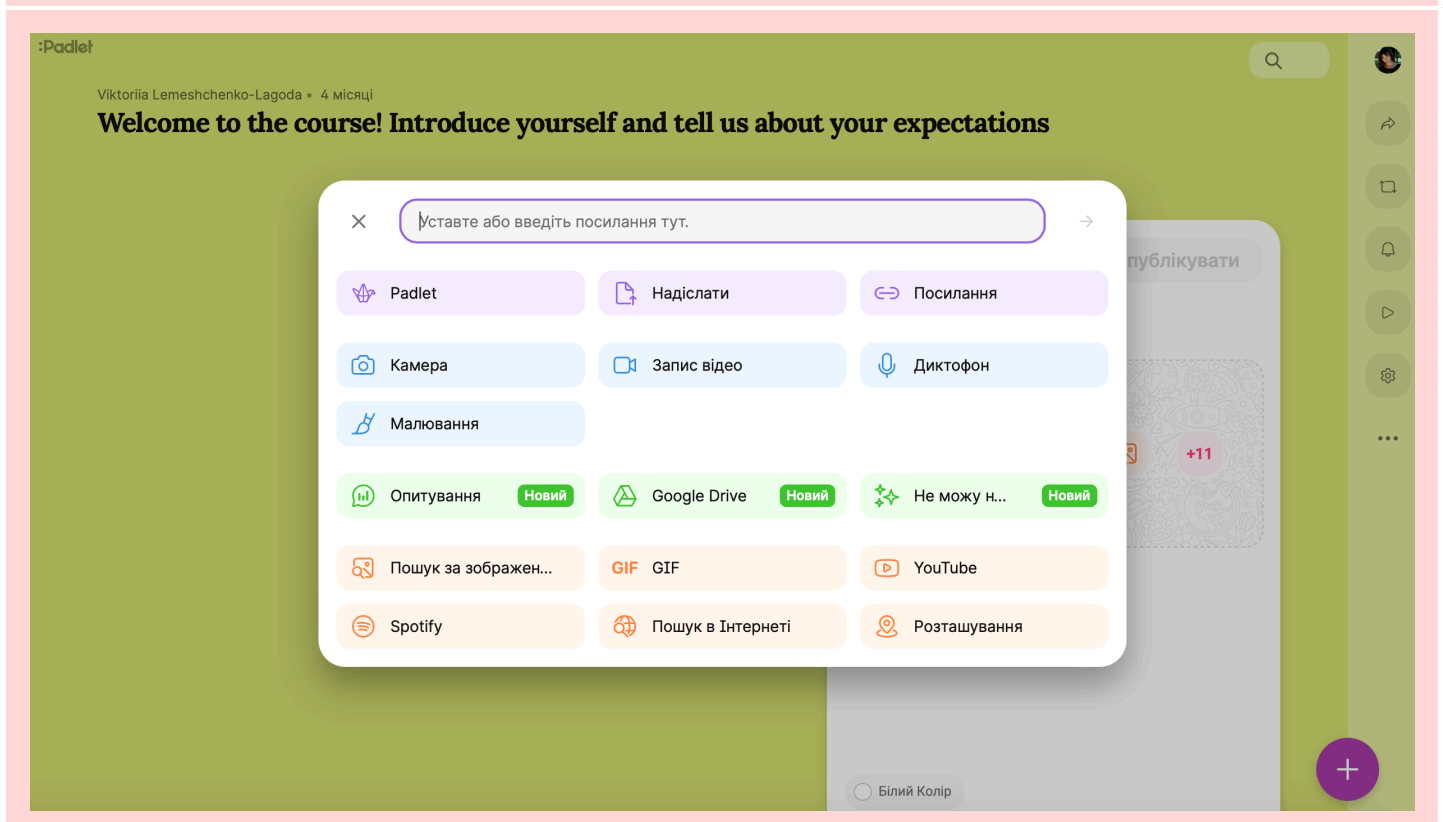 :Padlet
Viktoriia Lemeshchenko-Lagoda • 4 місяці
Welcome to the course! Introduce yourself and tell us about your expectations
Уставте або введіть посилання тут.
публікувати
Padlet
Надіслати
Посилання
Камера
Запис відео
Диктофон
Малювання
+11
Опитування Новий
Google Drive Новий
Не можу н... Новий
Пошук за зображен...
GIF GIF
YouTube
Spotify
Пошук в Інтернеті
Розташування
Білий Колір